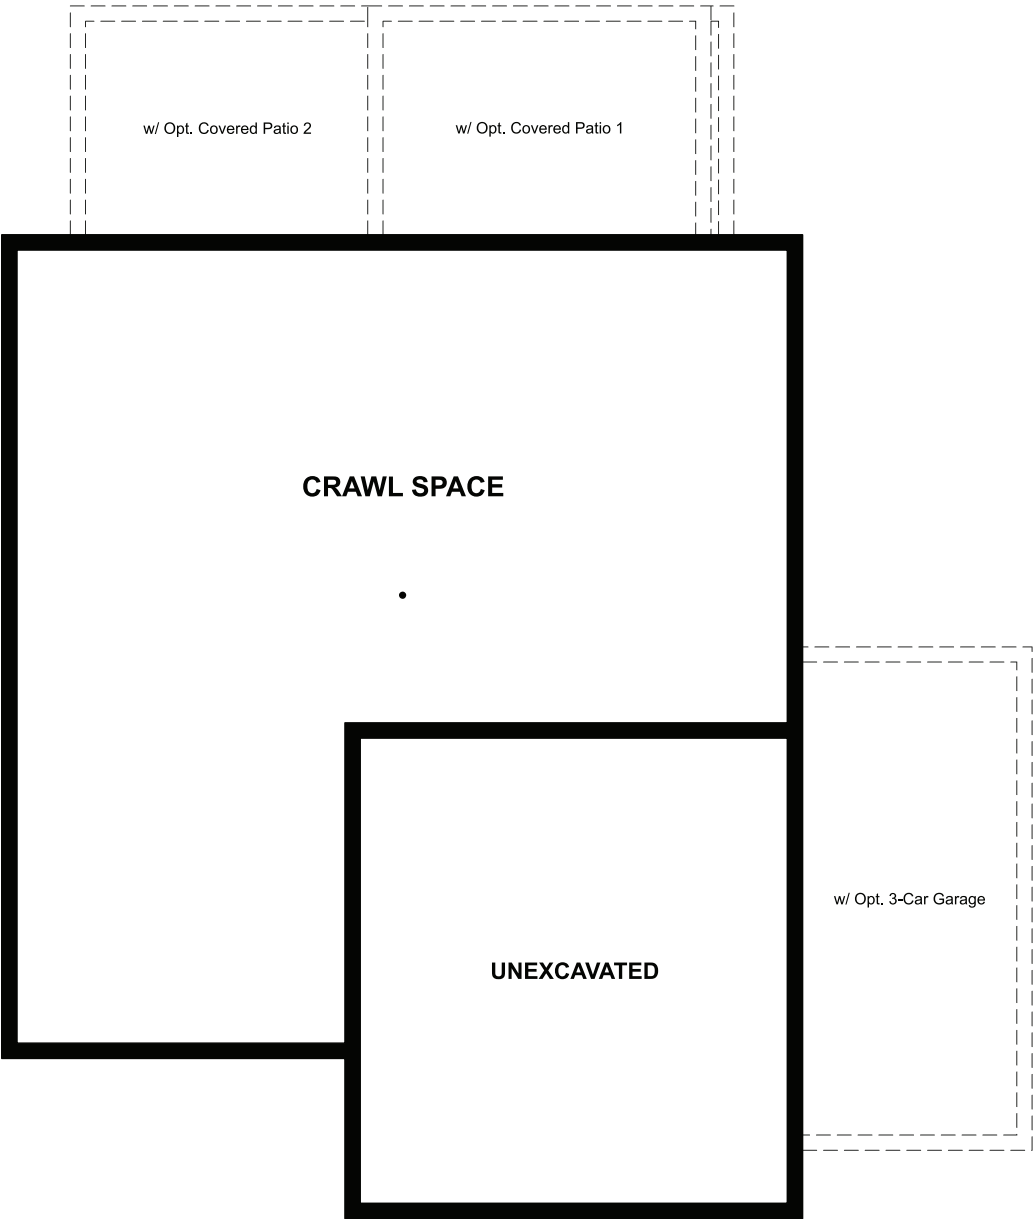 w/ Opt. Covered Patio 2
w/ Opt. Covered Patio 1
CRAWL SPACE
w/ Opt. 3-Car Garage
UNEXCAVATED